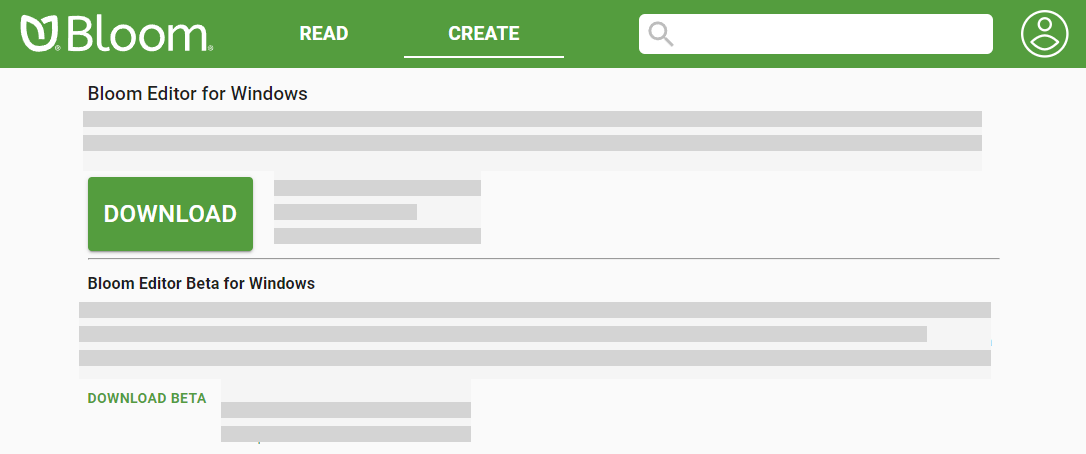 Bloom®
READ
CREATE
Bloom Editor for Windows
DOWNLOAD
Bloom Editor Beta for Windows
DOWNLOAD BETA